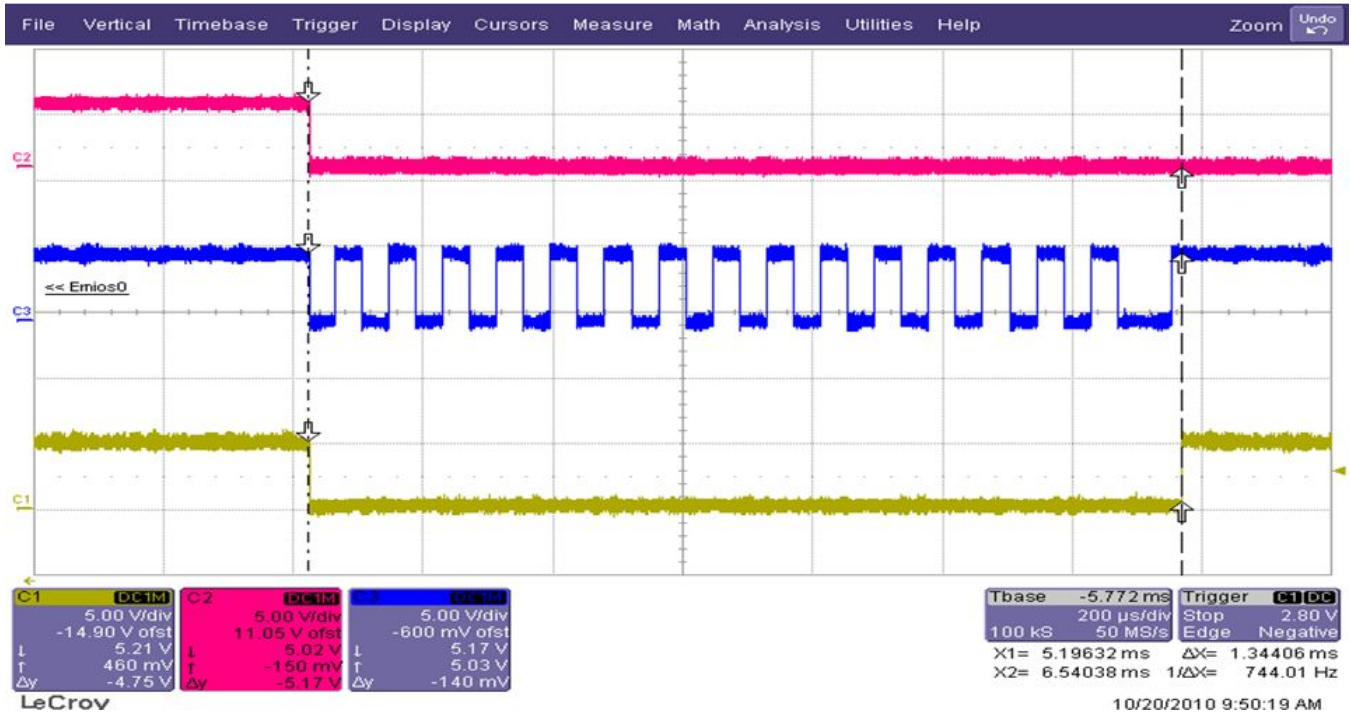 File Vertical Timebase Trigger Display Cursors Measure Math Analysis Utilities Help Zoom Undo
C2
<< Emios0
C3
C1
C1 DC1M
5.00 V/div
-14.90 V ofst
↓ 5.21 V
↑ 460 mV
Δy -4.75 V
C2 DC1M
5.00 V/div
11.05 V ofst
↓ 5.02 V
↑ -150 mV
Δy -5.17 V
C3 DC1M
5.00 V/div
-600 mV ofst
↓ 5.17 V
↑ 5.03 V
Δy -140 mV
Tbase -5.772 ms
200 µs/div
100 kS 50 MS/s
Trigger C1 DC
Stop 2.80 V
Edge Negative
X1= 5.19632 ms ΔX= 1.34406 ms
X2= 6.54038 ms 1/ΔX= 744.01 Hz
LeCroy
10/20/2010 9:50:19 AM